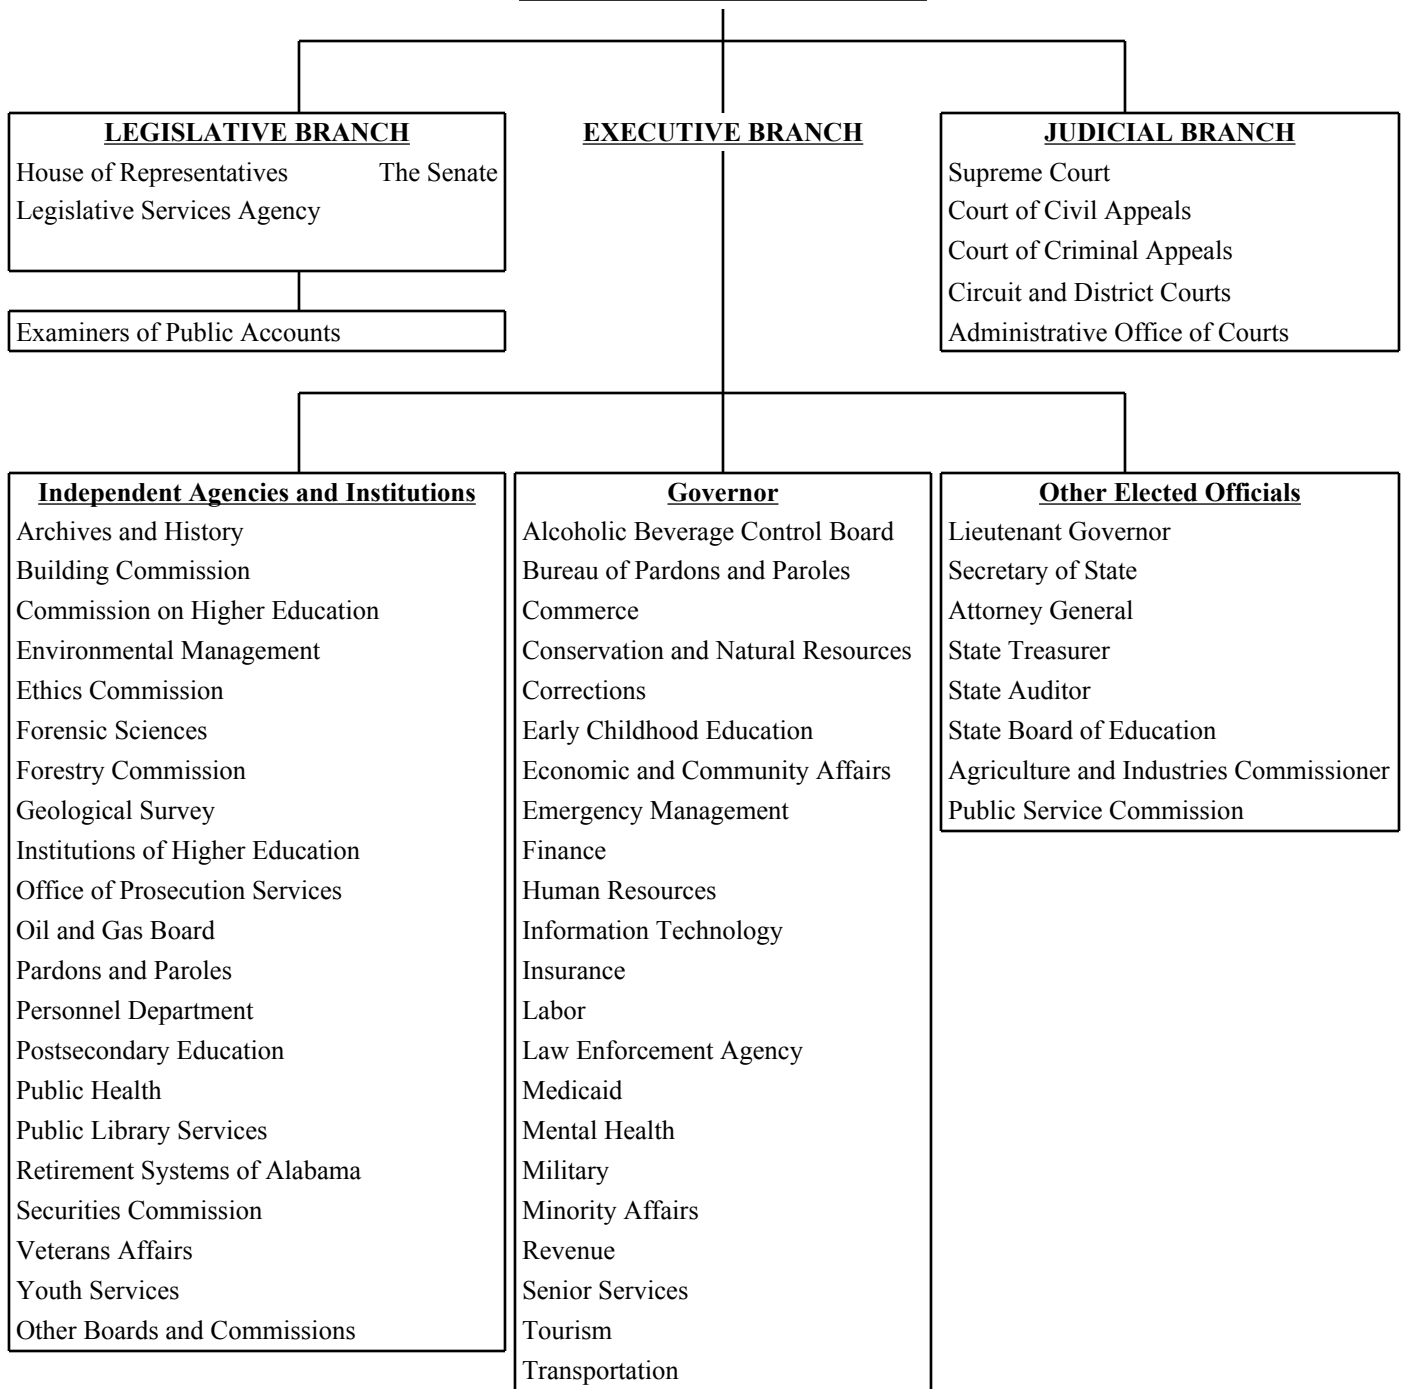 LEGISLATIVE BRANCH
House of Representatives The Senate
Legislative Services Agency
Examiners of Public Accounts
EXECUTIVE BRANCH
JUDICIAL BRANCH
Supreme Court
Court of Civil Appeals
Court of Criminal Appeals
Circuit and District Courts
Administrative Office of Courts
Independent Agencies and Institutions
Archives and History
Building Commission
Commission on Higher Education
Environmental Management
Ethics Commission
Forensic Sciences
Forestry Commission
Geological Survey
Institutions of Higher Education
Office of Prosecution Services
Oil and Gas Board
Pardons and Paroles
Personnel Department
Postsecondary Education
Public Health
Public Library Services
Retirement Systems of Alabama
Securities Commission
Veterans Affairs
Youth Services
Other Boards and Commissions
Governor
Alcoholic Beverage Control Board
Bureau of Pardons and Paroles
Commerce
Conservation and Natural Resources
Corrections
Early Childhood Education
Economic and Community Affairs
Emergency Management
Finance
Human Resources
Information Technology
Insurance
Labor
Law Enforcement Agency
Medicaid
Mental Health
Military
Minority Affairs
Revenue
Senior Services
Tourism
Transportation
Other Elected Officials
Lieutenant Governor
Secretary of State
Attorney General
State Treasurer
State Auditor
State Board of Education
Agriculture and Industries Commissioner
Public Service Commission